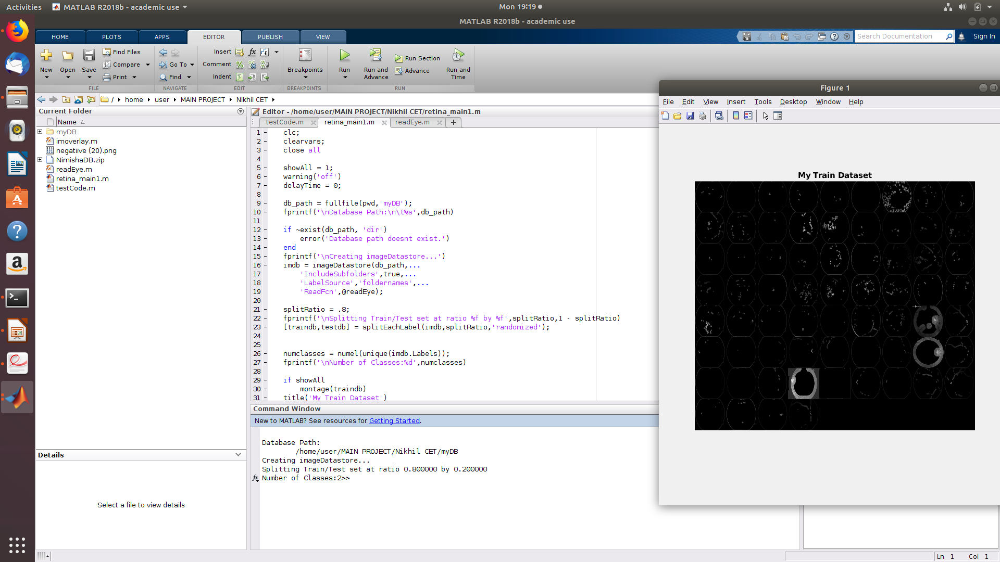 Activities
MATLAB R2018b - academic use
Mon 19:19
MATLAB R2018b - academic use
HOME
PLOTS
APPS
EDITOR
PUBLISH
VIEW
Search Documentation
Sign In
New
Open
Save
Find Files
Compare
Print
Go To
Find
Insert
fx
Comment
Indent
Breakpoints
Run
Run and Advance
Run Section
Advance
Run and Time
FILE
NAVIGATE
EDIT
BREAKPOINTS
RUN
/ home user MAIN PROJECT Nikhil CET
Current Folder
Name
myDB
imoverlay.m
negatiive (20).png
NimishaDB.zip
readEye.m
retina_main1.m
testCode.m
Details
Select a file to view details
Editor - /home/user/MAIN PROJECT/Nikhil CET/retina_main1.m
testCode.m
retina_main1.m
readEye.m
1 - clc;
2 - clearvars;
3 - close all
4
5 - showAll = 1;
6 - warning('off')
7 - delayTime = 0;
8
9 - db_path = fullfile(pwd,'myDB');
10 - fprintf('\nDatabase Path:\n\t%s',db_path)
11
12 - if ~exist(db_path, 'dir')
13 - error('Database path doesnt exist.')
14 - end
15 - fprintf('\nCreating imageDatastore...')
16 - imdb = imageDatastore(db_path,...
17 'IncludeSubfolders',true,...
18 'LabelSource','foldernames',...
19 'ReadFcn',@readEye);
20
21 - splitRatio = .8;
22 - fprintf('\nSplitting Train/Test set at ratio %f by %f',splitRatio,1 - splitRatio)
23 - [traindb,testdb] = splitEachLabel(imdb,splitRatio,'randomized');
24
25
26 - numclasses = numel(unique(imdb.Labels));
27 - fprintf('\nNumber of Classes:%d',numclasses)
28
29 - if showAll
30 - montage(traindb)
31 - title('My Train Dataset')
Command Window
New to MATLAB? See resources for Getting Started.
Database Path:
/home/user/MAIN PROJECT/Nikhil CET/myDB
Creating imageDatastore...
Splitting Train/Test set at ratio 0.800000 by 0.200000
fx Number of Classes:2>>
Figure 1
File Edit View Insert Tools Desktop Window Help
My Train Dataset
Ln 1 Col 1